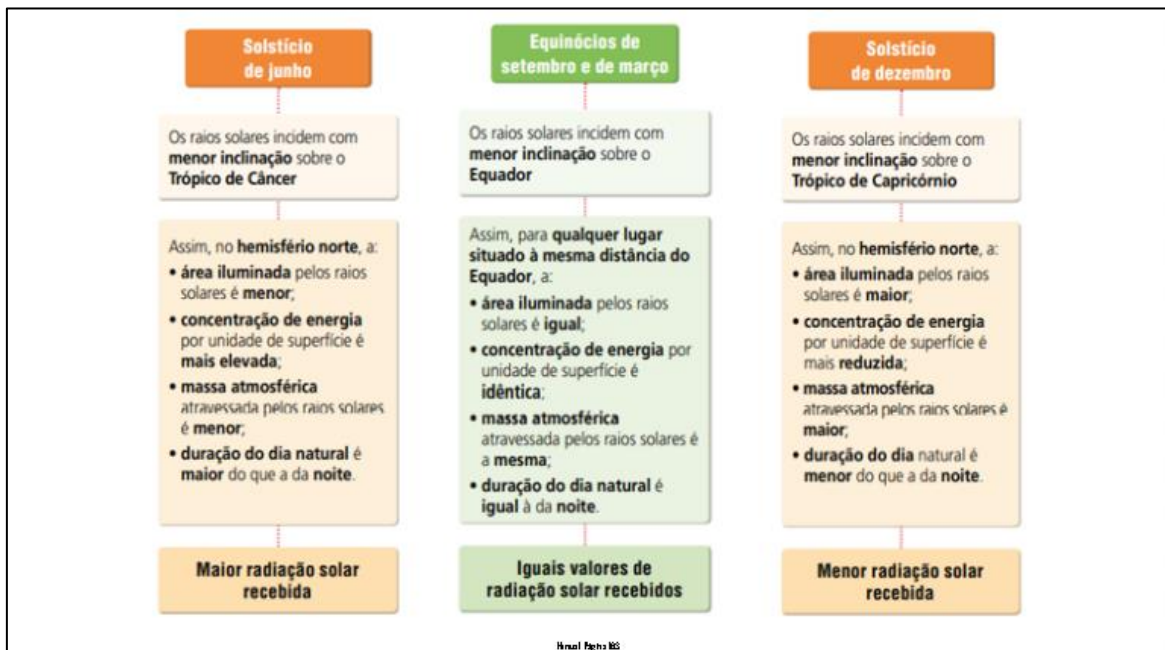 Solstício
de junho
Os raios solares incidem com
menor inclinação sobre o
Trópico de Câncer
Assim, no hemisfério norte, a:
• área iluminada pelos raios
solares é menor;
• concentração de energia
por unidade de superfície é
mais elevada;
• massa atmosférica
atravessada pelos raios solares
é menor;
• duração do dia natural é
maior do que a da noite.
Maior radiação solar
recebida
Equinócios de
setembro e de março
Os raios solares incidem com
menor inclinação sobre o
Equador
Assim, para qualquer lugar
situado à mesma distância do
Equador, a:
• área iluminada pelos raios
solares é igual;
• concentração de energia por
unidade de superfície é
idêntica;
• massa atmosférica
atravessada pelos raios solares é
a mesma;
• duração do dia natural é
igual à da noite.
Iguais valores de
radiação solar recebidos
Solstício
de dezembro
Os raios solares incidem com
menor inclinação sobre o
Trópico de Capricórnio
Assim, no hemisfério norte, a:
• área iluminada pelos raios
solares é maior;
• concentração de energia
por unidade de superfície é
mais reduzida;
• massa atmosférica
atravessada pelos raios solares é
maior;
• duração do dia natural é
menor do que a da noite.
Menor radiação solar
recebida
Manual Página